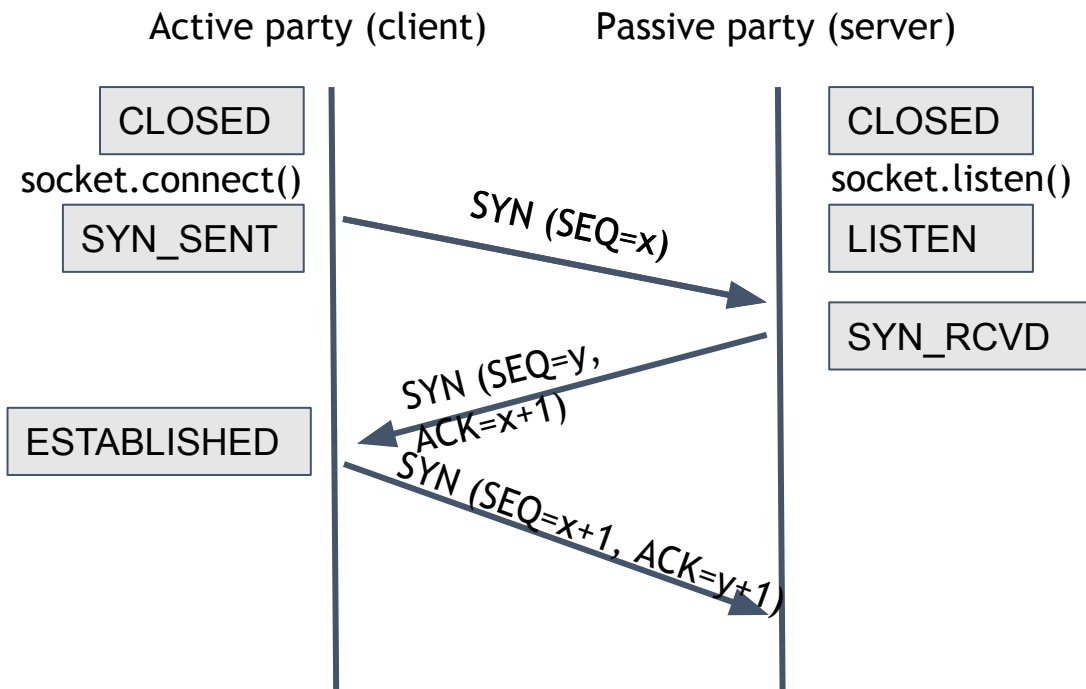 Active party (client)
Passive party (server)
CLOSED
CLOSED
socket.connect()
socket.listen()
SYN_SENT
SYN (SEQ=x)
LISTEN
SYN_RCVD
SYN (SEQ=y,
ACK=x+1)
ESTABLISHED
SYN (SEQ=x+1, ACK=y+1)